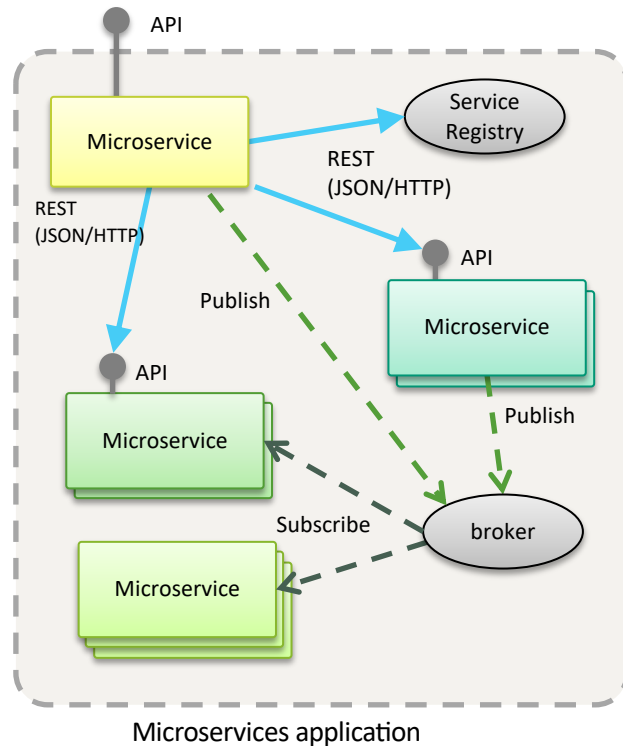 API
Microservice
Service
Registry
REST
(JSON/HTTP)
REST
(JSON/HTTP)
API
Publish
Microservice
API
Publish
Microservice
Subscribe
broker
Microservice
Microservices application